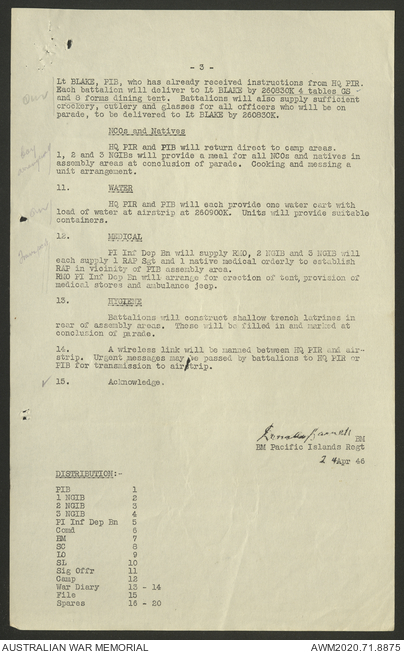 - 3 -
Lt BLAKE, PIB, who has already received instructions from HQ PIR.
Each battalion will deliver to Lt BLAKE by 260830K 4 tables GS
and 8 forms dining tent. Battalions will also supply sufficient
crockery, cutlery and glasses for all officers who will be on
parade, to be delivered to Lt BLAKE by 260830K.
NCOs and Natives
HQ PIR and PIB will return direct to camp areas.
1, 2 and 3 NGIBs will provide a meal for all NCOs and natives in
assembly areas at conclusion of parade. Cooking and messing a
unit arrangement.
11. WATER
HQ PIR and PIB will each provide one water cart with
load of water at airstrip at 260900K. Units will provide suitable
containers.
12. MEDICAL
PI Inf Dep Bn will supply RMO, 2 NGIB and 3 NGIB will
each supply 1 RAP Sgt and 1 native medical orderly to establish
RAP in vicinity of PIB assembly area.
RMO PI Inf Dep Bn will arrange for erection of tent, provision of
medical stores and ambulance jeep.
13. HYGIENE
Battalions will construct shallow trench latrines in
rear of assembly areas. These will be filled in and marked at
conclusion of parade.
14. A wireless link will be manned between HQ PIR and air-
strip. Urgent messages may be passed by battalions to HQ PIR or
PIB for transmission to airstrip.
15. Acknowledge.
BM
BM Pacific Islands Regt
24 Apr 46
DISTRIBUTION:-
PIB 1
1 NGIB 2
2 NGIB 3
3 NGIB 4
PI Inf Dep Bn 5
Comd 6
BM 7
SC 8
LO 9
SL 10
Sig Offr 11
Camp 12
War Diary 13 - 14
File 15
Spares 16 - 20
AUSTRALIAN WAR MEMORIAL
AWM2020.71.8875